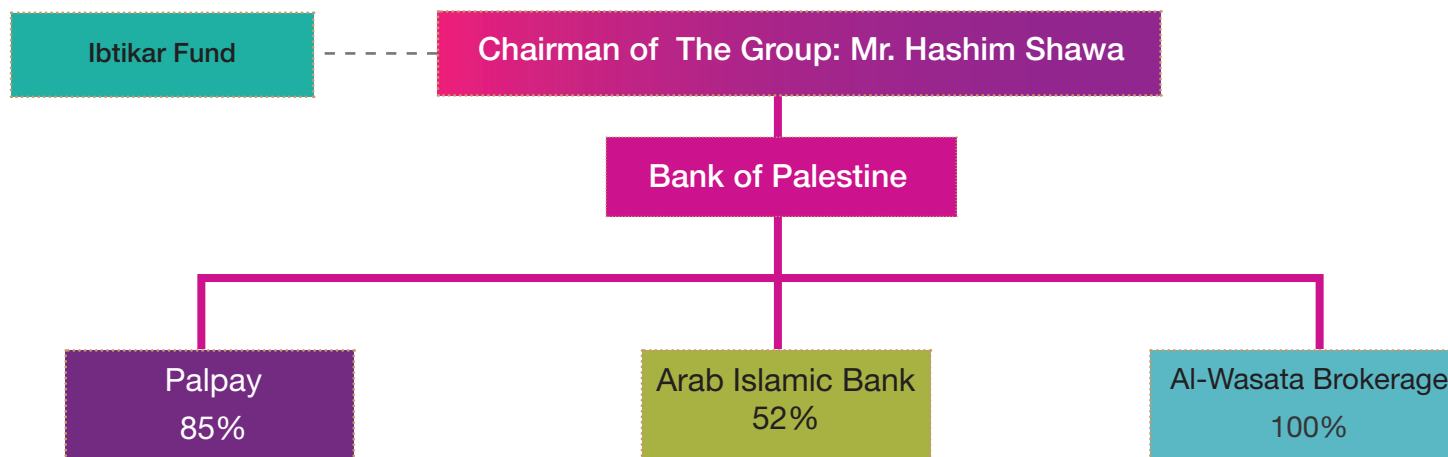 Ibtikar Fund
Chairman of The Group: Mr. Hashim Shawa
Bank of Palestine
Palpay
85%
Arab Islamic Bank
52%
Al-Wasata Brokerage
100%